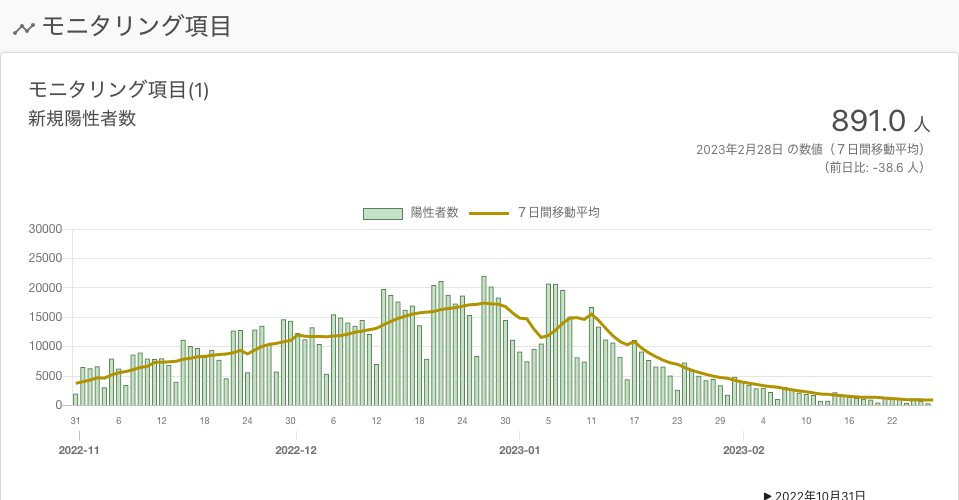 モニタリング項目
モニタリング項目(1)
新規陽性者数
891.0 人
2023年2月28日 の数値（７日間移動平均）
（前日比: -38.6 人）
陽性者数 ７日間移動平均
30000
25000
20000
15000
10000
5000
0
31 6 12 18 24 30 6 12 18 24 30 5 11 17 23 29 4 10 16 22
2022-11 2022-12 2023-01 2023-02
▶ 2022年10月31日